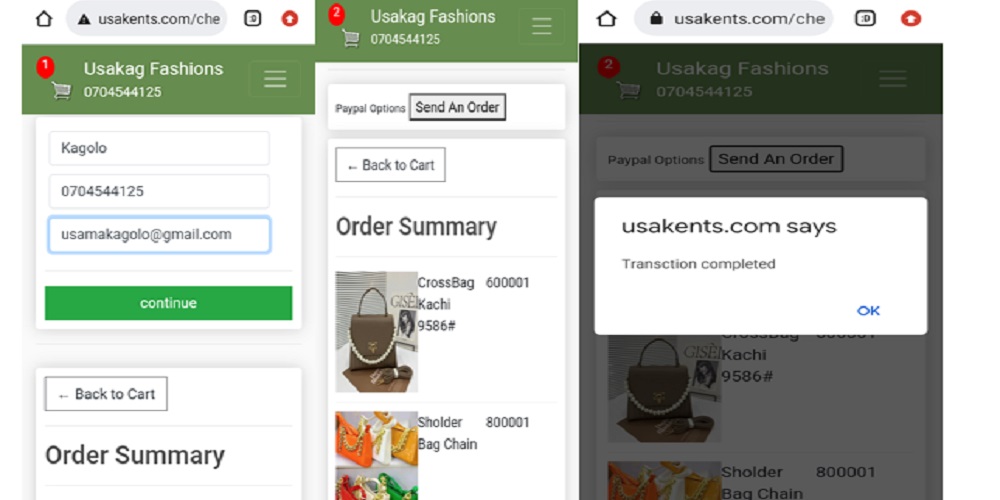 usakents.com/che
:D
1
Usakag Fashions
0704544125
Kagolo
0704544125
usamakagolo@gmail.com
continue
← Back to Cart
Order Summary
2
Usakag Fashions
0704544125
Paypal Options Send An Order
← Back to Cart
Order Summary
GISÈL
CrossBag 600001
Kachi
9586#
Sholder 800001
Bag Chain
usakents.com/che
:D
2
Usakag Fashions
0704544125
Paypal Options Send An Order
usakents.com says
Transction completed
OK
GISÈL
CrossBag 600001
Kachi
9586#
Sholder 800001
Bag Chain